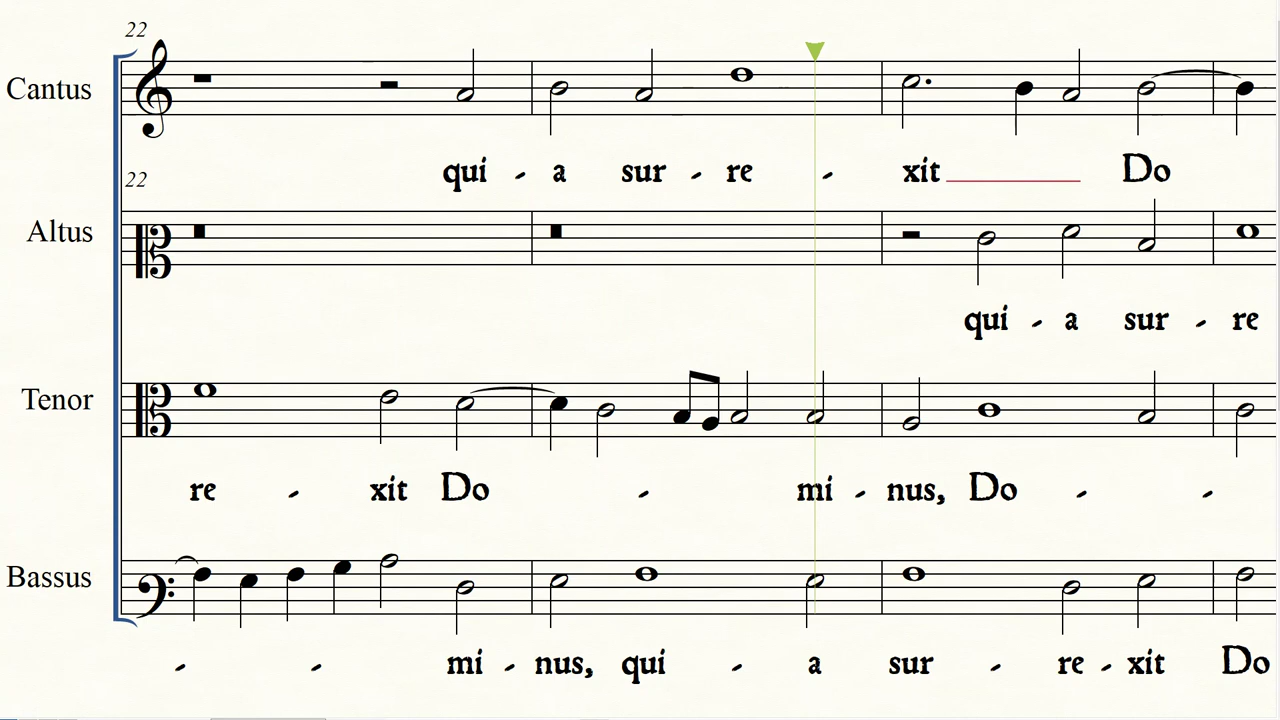 22
Cantus
qui - a sur - re - xit Do
22
Altus
qui - a sur - re
Tenor
re - xit Do - mi - nus, Do - -
Bassus
- - mi - nus, qui - a sur - re - xit Do